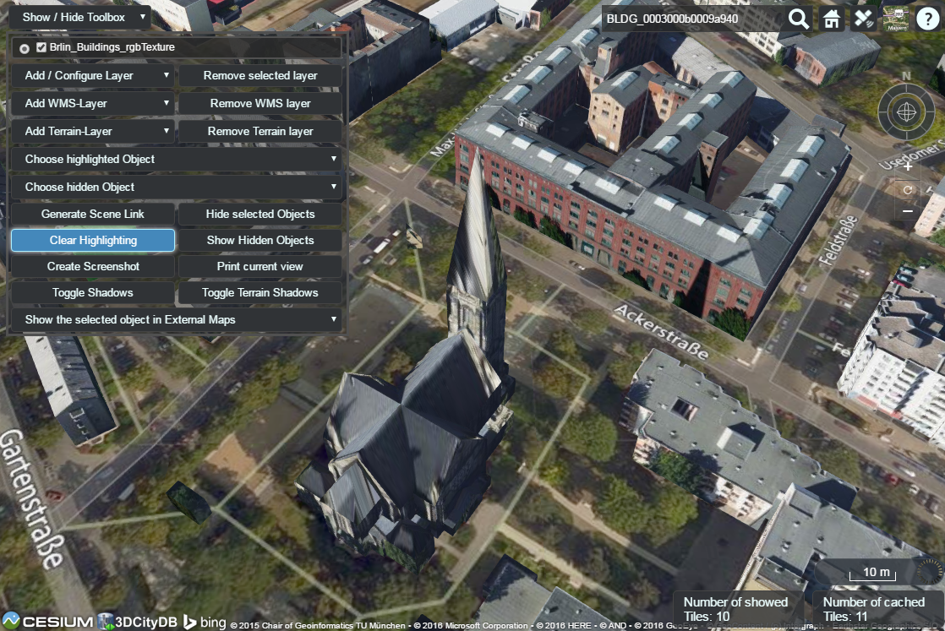 Show / Hide Toolbox
BLDG_0003000b0009a940
Brlin_Buildings_rgbTexture
Add / Configure Layer
Remove selected layer
Add WMS-Layer
Remove WMS layer
Add Terrain-Layer
Remove Terrain layer
Choose highlighted Object
Choose hidden Object
Generate Scene Link
Hide selected Objects
Clear Highlighting
Show Hidden Objects
Create Screenshot
Print current view
Toggle Shadows
Toggle Terrain Shadows
Show the selected object in External Maps
N
Usedomer
Feldstraße
Ackerstraße
Gartenstraße
10 m
Number of showed
Tiles: 10
Number of cached
Tiles: 11
CESIUM
3DCityDB
bing
© 2015 Chair of Geoinformatics TU München - © 2016 Microsoft Corporation - © 2016 HERE - © AND - © 2016